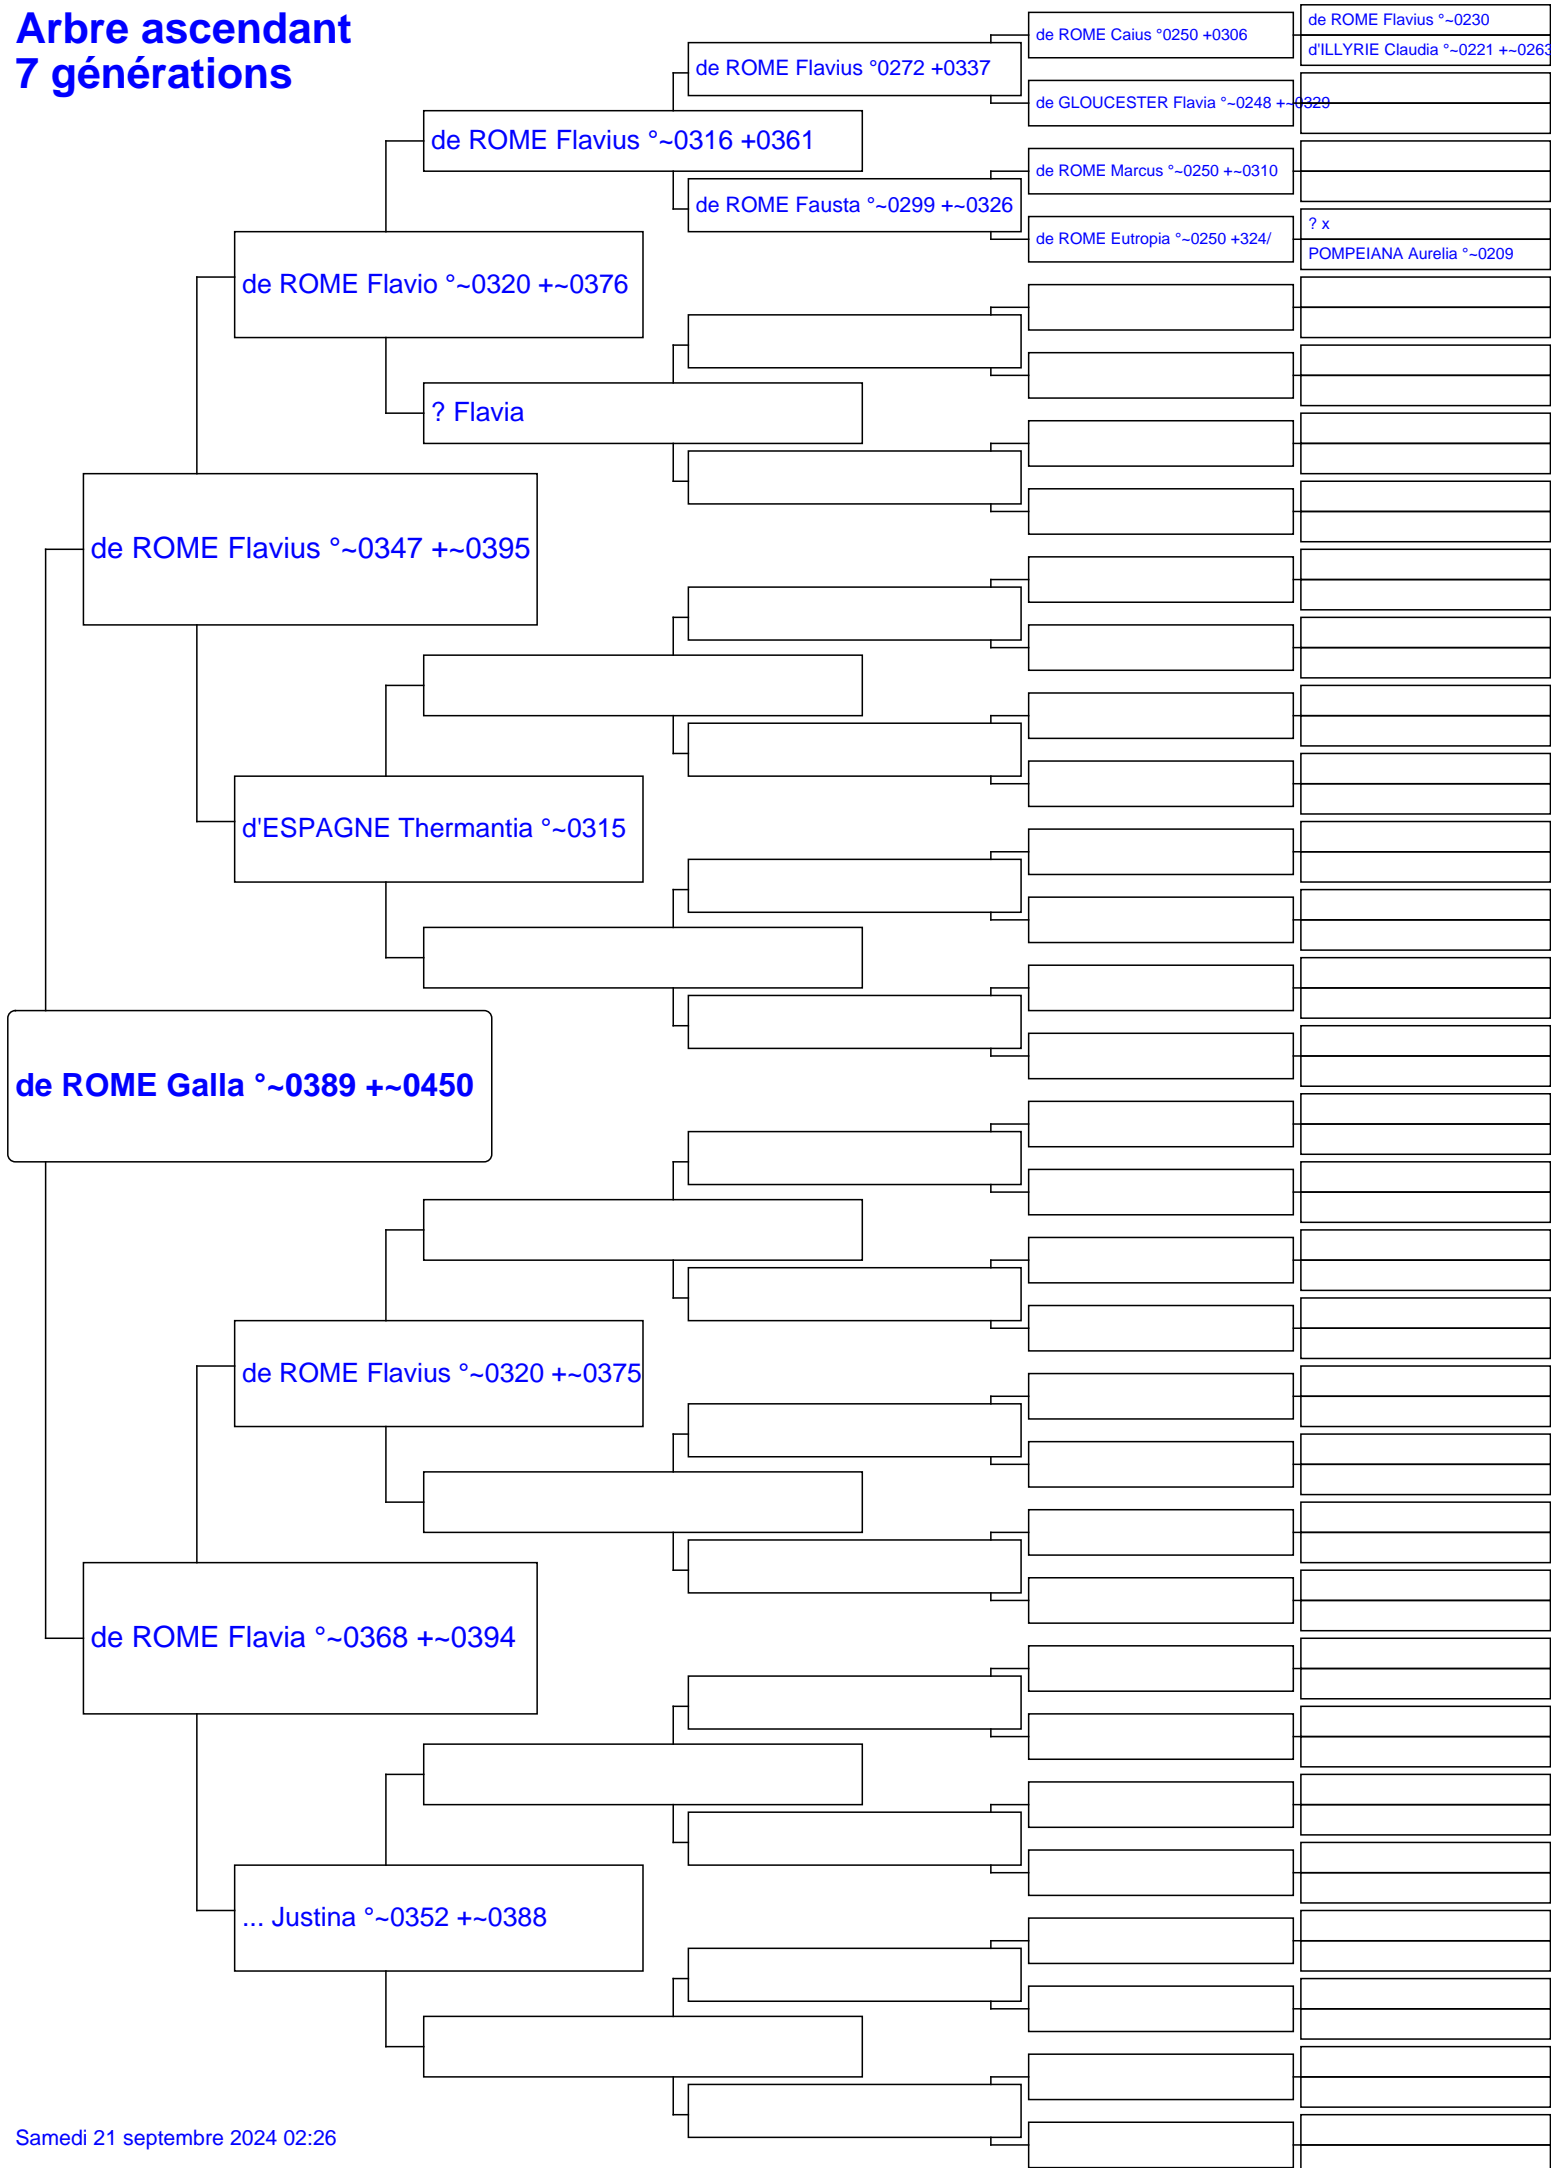 Arbre ascendant
7 générations
de ROME Caius °0250 +0306
de ROME Flavius °~0230
d'ILLYRIE Claudia °~0221 +~0263
de ROME Flavius °0272 +0337
de GLOUCESTER Flavia °~0248 +~0329
de ROME Flavius °~0316 +0361
de ROME Marcus °~0250 +~0310
de ROME Fausta °~0299 +~0326
? x
de ROME Eutropia °~0250 +324/
POMPEIANA Aurelia °~0209
de ROME Flavio °~0320 +~0376
? Flavia
de ROME Flavius °~0347 +~0395
d'ESPAGNE Thermantia °~0315
de ROME Galla °~0389 +~0450
de ROME Flavius °~0320 +~0375
de ROME Flavia °~0368 +~0394
... Justina °~0352 +~0388
Samedi 21 septembre 2024 02:26